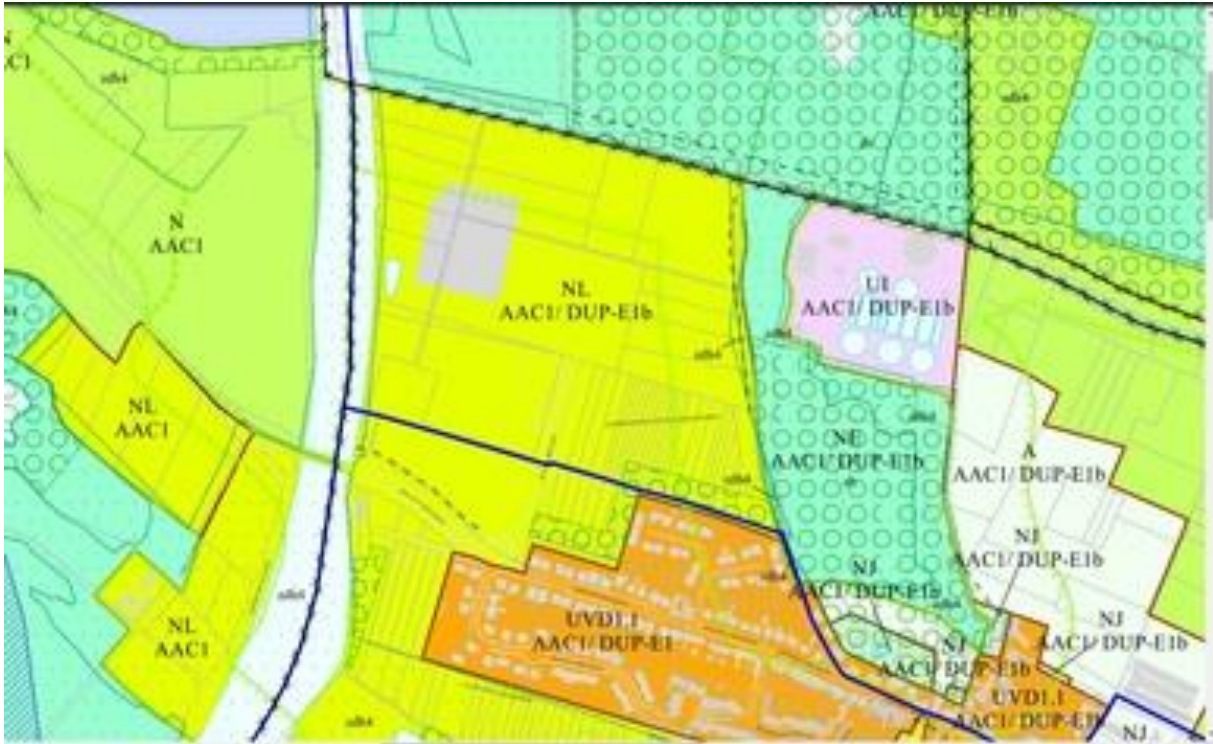 AAC1/ DUP-E1b
N
AAC1
N
AAC1
NL
AAC1/ DUP-E1b
UI
AAC1/ DUP-E1b
NL
AAC1
NE
AAC1/ DUP-E1b
A
AAC1/ DUP-E1b
NJ
AAC1/ DUP-E1b
NJ
AAC1/ DUP-E1b
NJ
AAC1/ DUP-E1b
NJ
AAC1/ DUP-E1b
UVD1.1
AAC1/ DUP-E1
NL
AAC1
UVD1.1
AAC1/ DUP-E1b
NJ